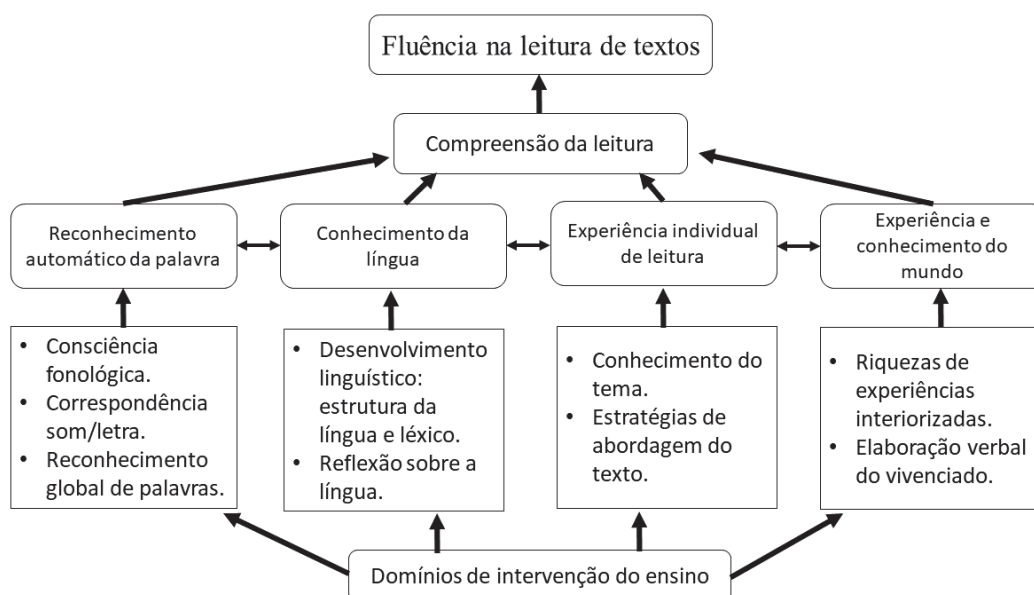 Fluência na leitura de textos
Compreensão da leitura
Reconhecimento
automático da palavra
Conhecimento da
língua
Experiência individual
de leitura
Experiência e
conhecimento do
mundo
• Consciência
fonológica.
• Correspondência
som/letra.
• Reconhecimento
global de palavras.
• Desenvolvimento
linguístico:
estrutura da
língua e léxico.
• Reflexão sobre a
língua.
• Conhecimento do
tema.
• Estratégias de
abordagem do
texto.
• Riquezas de
experiências
interiorizadas.
• Elaboração verbal
do vivenciado.
Domínios de intervenção do ensino